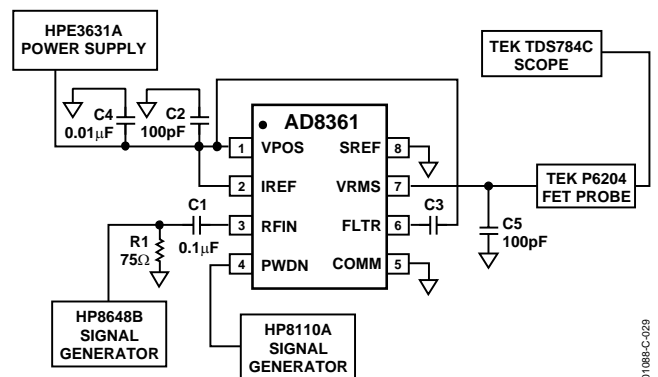 HPE3631A
POWER SUPPLY
TEK TDS784C
SCOPE
C4
0.01μF
C2
100pF
AD8361
1
VPOS
SREF
8
2
IREF
VRMS
7
TEK P6204
FET PROBE
C1
0.1μF
3
RFIN
FLTR
6
C3
C5
100pF
R1
75Ω
4
PWDN
COMM
5
HP8648B
SIGNAL
GENERATOR
HP8110A
SIGNAL
GENERATOR
01088-C-029